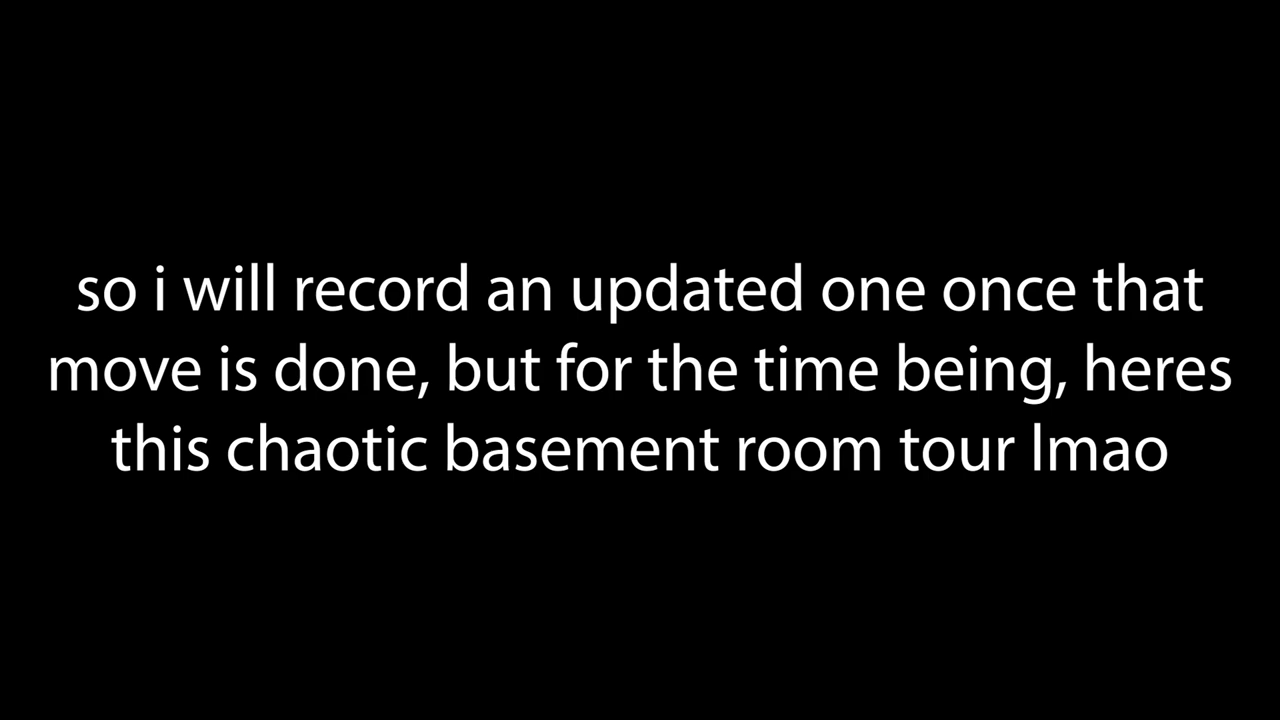 so i will record an updated one once that
move is done, but for the time being, heres
this chaotic basement room tour lmao